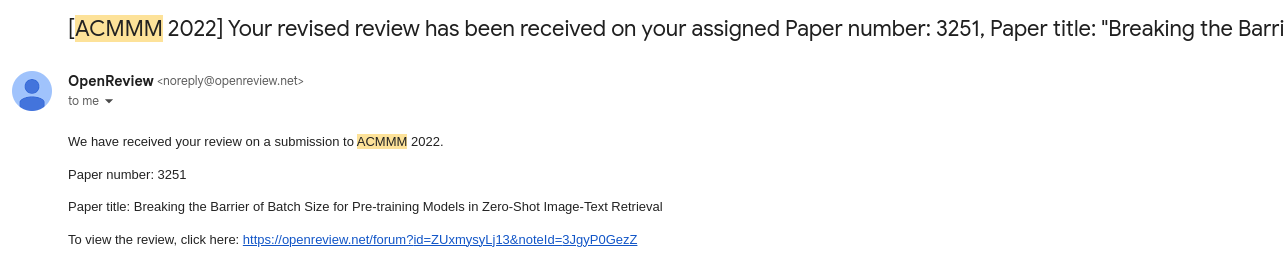 [ACMMM 2022] Your revised review has been received on your assigned Paper number: 3251, Paper title: "Breaking the Barri
OpenReview <noreply@openreview.net>
to me
We have received your review on a submission to ACMMM 2022.
Paper number: 3251
Paper title: Breaking the Barrier of Batch Size for Pre-training Models in Zero-Shot Image-Text Retrieval
To view the review, click here: https://openreview.net/forum?id=ZUxmysyLj13&noteId=3JgyP0GezZ